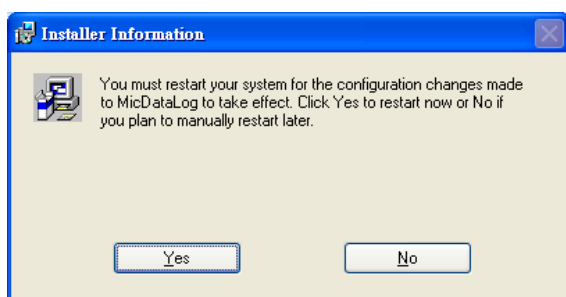 Installer Information
You must restart your system for the configuration changes made
to MicDataLog to take effect. Click Yes to restart now or No if
you plan to manually restart later.
Yes
No